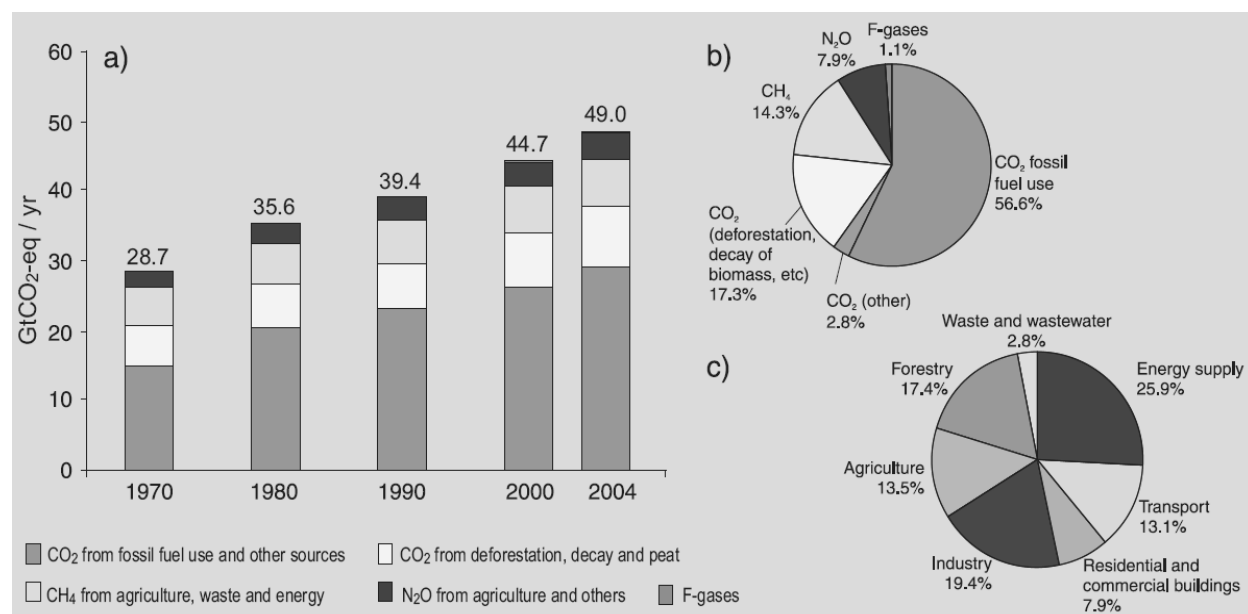 a)
60
50
40
30
20
10
0
GtCO₂-eq / yr
28.7
35.6
39.4
44.7
49.0
1970
1980
1990
2000
2004
CO₂ from fossil fuel use and other sources
CO₂ from deforestation, decay and peat
CH₄ from agriculture, waste and energy
N₂O from agriculture and others
F-gases
b)
F-gases
1.1%
N₂O
7.9%
CH₄
14.3%
CO₂ fossil
fuel use
56.6%
CO₂
(deforestation,
decay of
biomass, etc)
17.3%
CO₂ (other)
2.8%
c)
Waste and wastewater
2.8%
Forestry
17.4%
Energy supply
25.9%
Agriculture
13.5%
Transport
13.1%
Industry
19.4%
Residential and
commercial buildings
7.9%